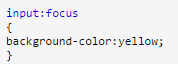 input:focus
{
background-color:yellow;
}